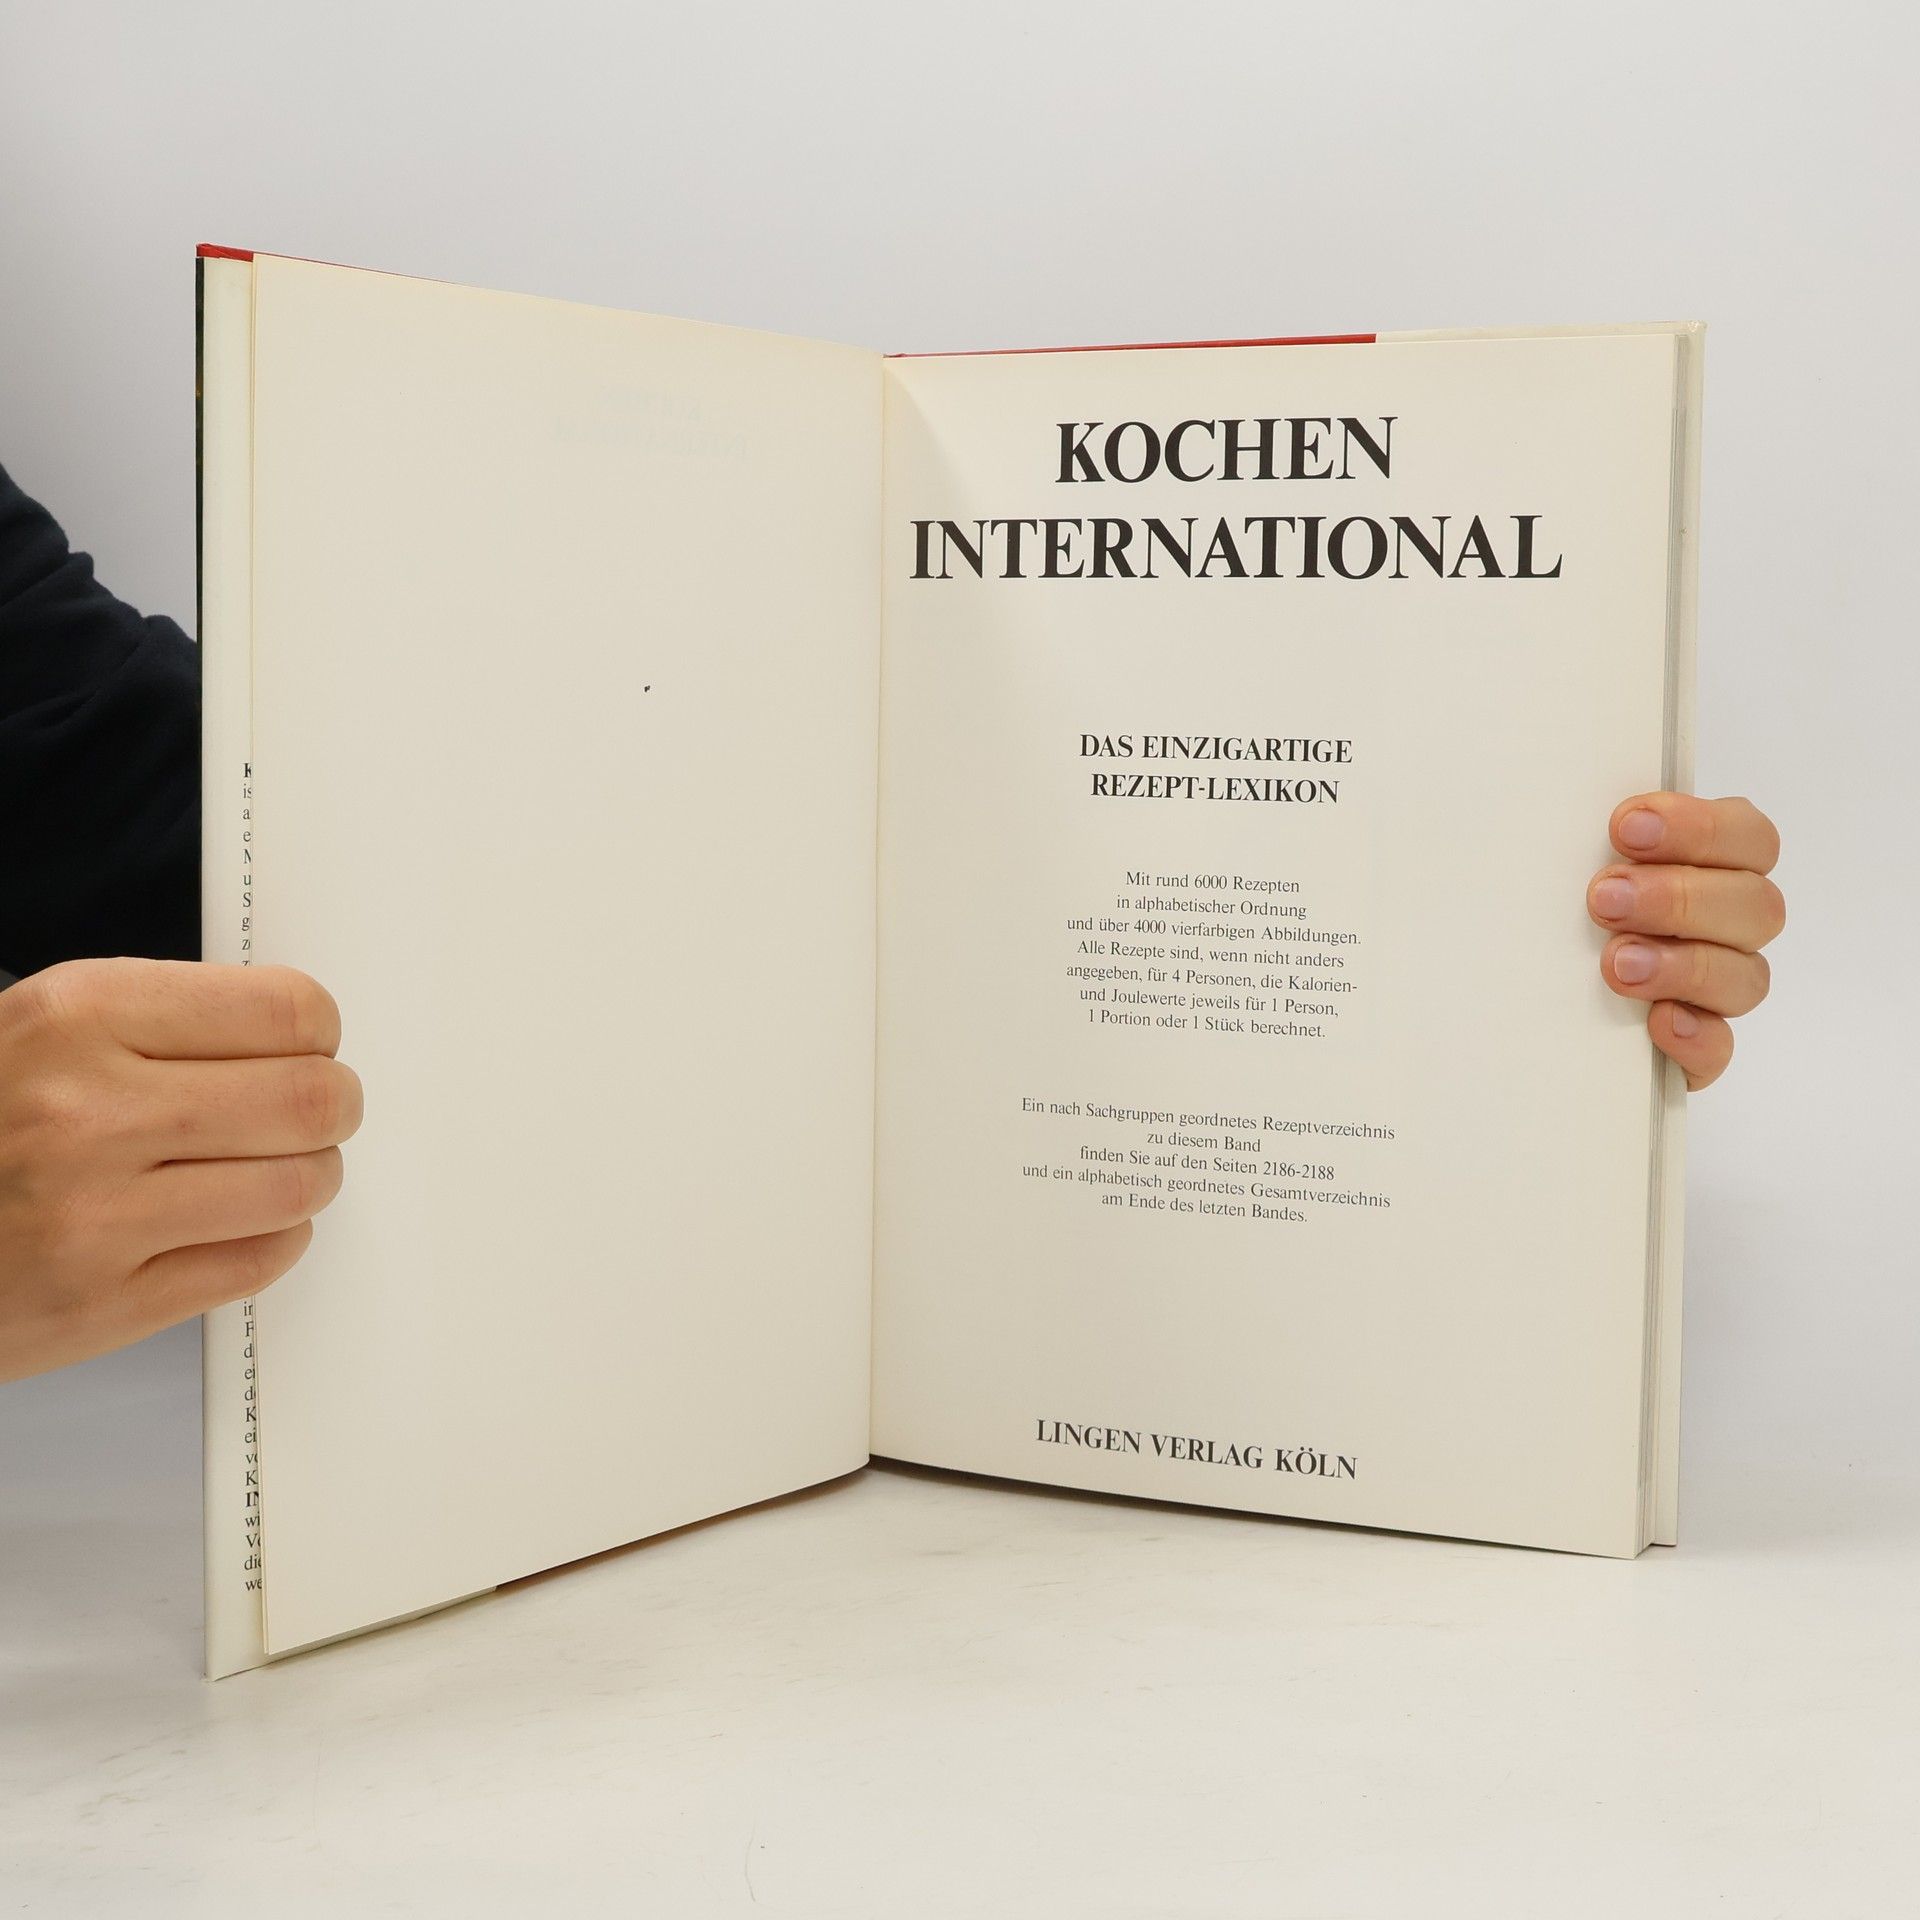 KOCHEN
INTERNATIONAL
DAS EINZIGARTIGE
REZEPT-LEXIKON
Mit rund 6000 Rezepten
in alphabetischer Ordnung
und über 4000 vierfarbigen Abbildungen.
Alle Rezepte sind, wenn nicht anders
angegeben, für 4 Personen, die Kalorien-
und Joulewerte jeweils für 1 Person,
1 Portion oder 1 Stück berechnet.
Ein nach Sachgruppen geordnetes Rezeptverzeichnis
zu diesem Band
finden Sie auf den Seiten 2186-2188
und ein alphabetisch geordnetes Gesamtverzeichnis
am Ende des letzten Bandes.
LINGEN VERLAG KÖLN